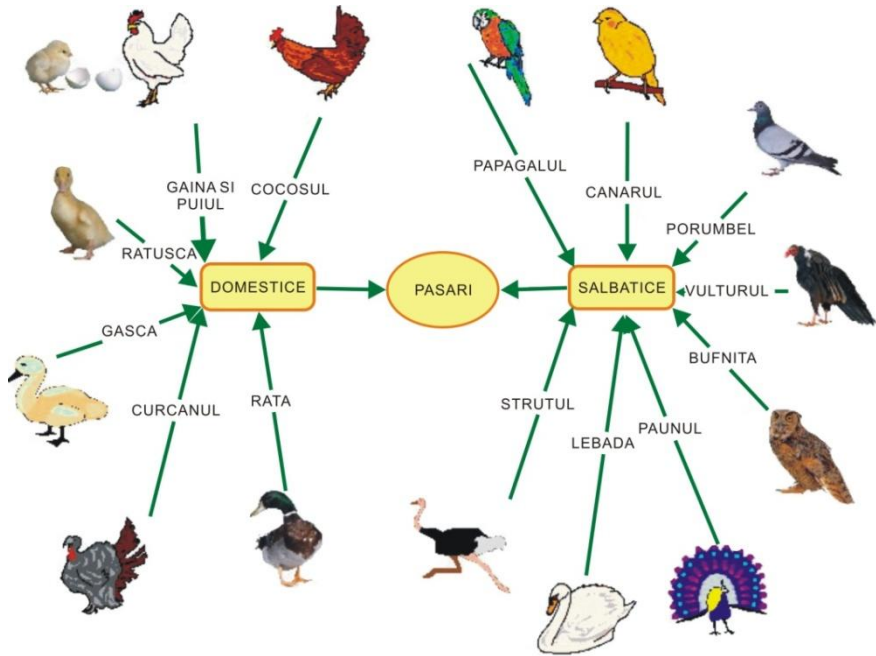 PAPAGALUL
GAINA SI
PUIUL
COCOSUL
CANARUL
PORUMBEL
RATUSCA
DOMESTICE
PASARI
SALBATICE
VULTURUL
GASCA
BUFNITA
CURCANUL
RATA
STRUTUL
LEBADA
PAUNUL